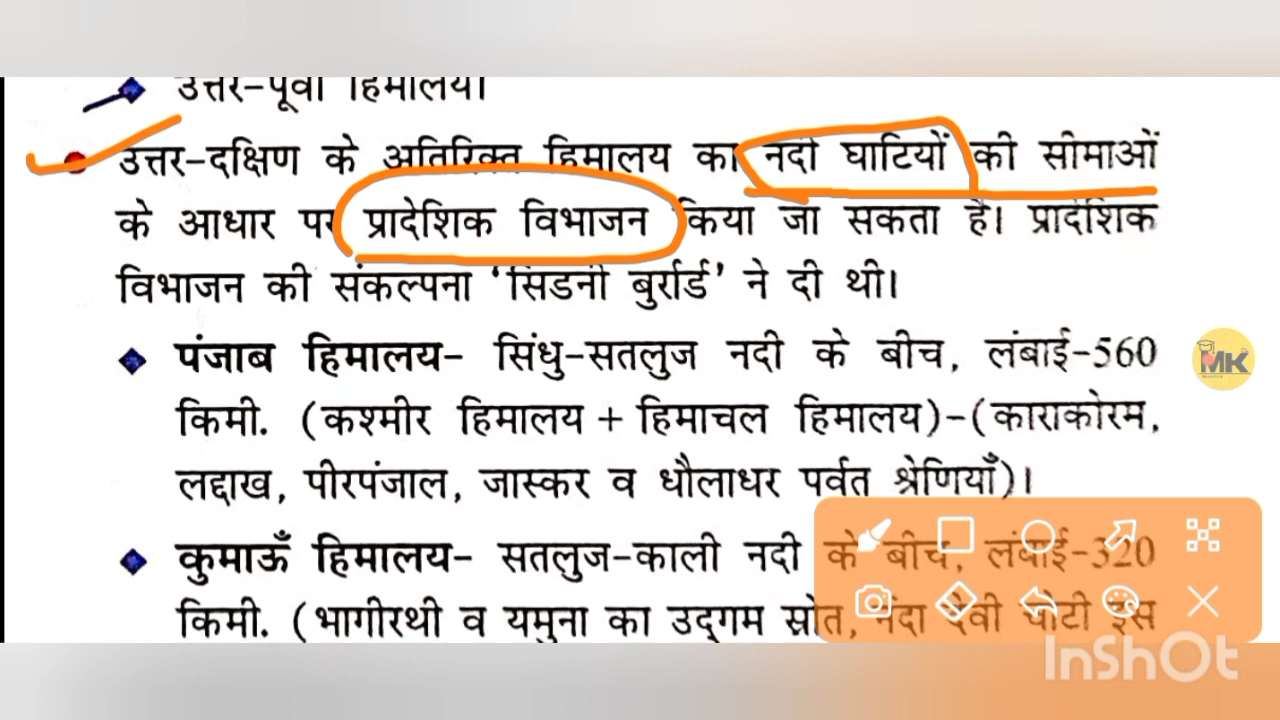 उत्तर-पूर्वी हिमालय।
उत्तर-दक्षिण के अतिरिक्त हिमालय का नदी घाटियों की सीमाओं
के आधार पर प्रादेशिक विभाजन किया जा सकता है। प्रादेशिक
विभाजन की संकल्पना ‘सिडनी बुर्रार्ड’ ने दी थी।
पंजाब हिमालय- सिंधु-सतलुज नदी के बीच, लंबाई-560
किमी. (कश्मीर हिमालय + हिमाचल हिमालय)-(काराकोरम,
लद्दाख, पीरपंजाल, जास्कर व धौलाधर पर्वत श्रेणियाँ)।
कुमाऊँ हिमालय- सतलुज-काली नदी के बीच, लंबाई-320
किमी. (भागीरथी व यमुना का उद्गम स्रोत, नंदा देवी चोटी इस
MK
InShOt